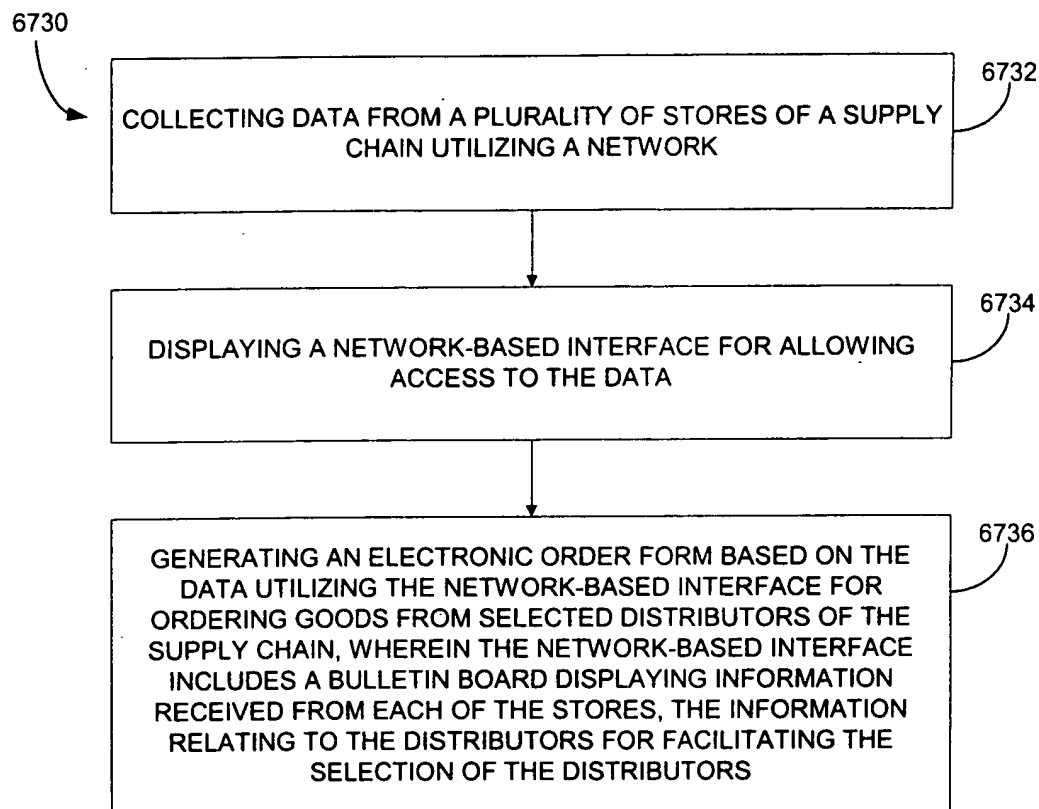 6730
6732
COLLECTING DATA FROM A PLURALITY OF STORES OF A SUPPLY
CHAIN UTILIZING A NETWORK
6734
DISPLAYING A NETWORK-BASED INTERFACE FOR ALLOWING
ACCESS TO THE DATA
6736
GENERATING AN ELECTRONIC ORDER FORM BASED ON THE
DATA UTILIZING THE NETWORK-BASED INTERFACE FOR
ORDERING GOODS FROM SELECTED DISTRIBUTORS OF THE
SUPPLY CHAIN, WHEREIN THE NETWORK-BASED INTERFACE
INCLUDES A BULLETIN BOARD DISPLAYING INFORMATION
RECEIVED FROM EACH OF THE STORES, THE INFORMATION
RELATING TO THE DISTRIBUTORS FOR FACILITATING THE
SELECTION OF THE DISTRIBUTORS